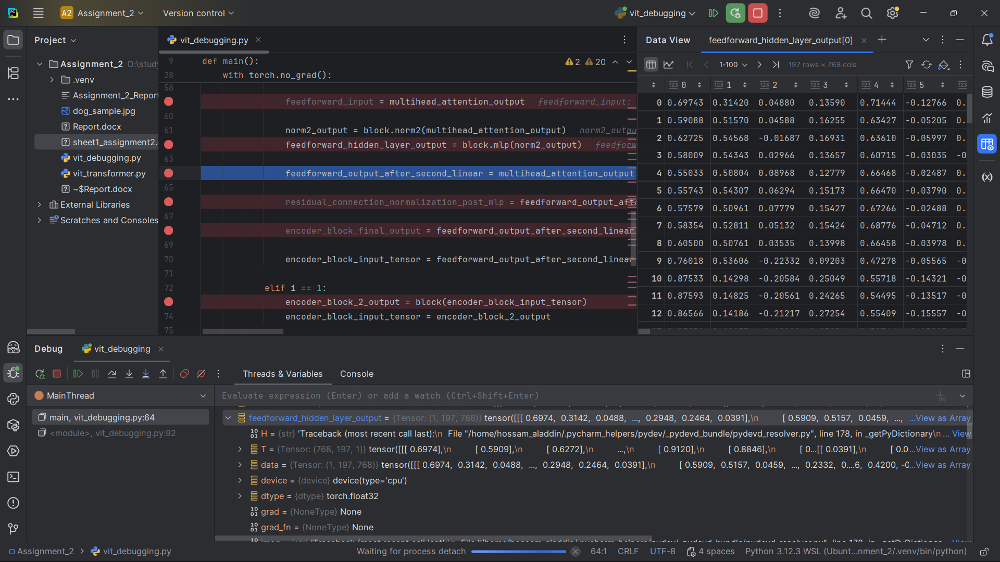 PC
A2 Assignment_2
Version control
vit_debugging
Project
Assignment_2 D:\study
.venv
Assignment_2_Report
dog_sample.jpg
Report.docx
sheet1_assignment2.
vit_debugging.py
vit_transformer.py
~$Report.docx
External Libraries
Scratches and Consoles
vit_debugging.py
2 20
9 def main():
28 with torch.no_grad():
58
feedforward_input = multihead_attention_output feedforward_input:
60
61 norm2_output = block.norm2(multihead_attention_output) norm2_outpu
feedforward_hidden_layer_output = block.mlp(norm2_output) feedforw
63
feedforward_output_after_second_linear = multihead_attention_output
65
residual_connection_normalization_post_mlp = feedforward_output_afte
67
encoder_block_final_output = feedforward_output_after_second_linear
69
70 encoder_block_input_tensor = feedforward_output_after_second_linear
71
72 elif i == 1:
encoder_block_2_output = block(encoder_block_input_tensor)
74 encoder_block_input_tensor = encoder_block_2_output
75
Data View feedforward_hidden_layer_output[0]
1-100 197 rows × 768 cols
123 0 123 1 123 2 123 3 123 4 123 5 123
0 0.69743 0.31420 0.04880 0.13590 0.71444 -0.12766 0.
1 0.59088 0.51570 0.04588 0.16255 0.63427 -0.05205 0.
2 0.62725 0.54568 -0.01687 0.16931 0.63610 -0.05997 0.
3 0.58009 0.54343 0.02966 0.13657 0.60715 -0.03035 -0
4 0.55033 0.50804 0.08968 0.12779 0.66468 -0.02487 0.
5 0.55743 0.54307 0.06294 0.15173 0.66470 -0.03790 0.
6 0.57579 0.50961 0.07779 0.15427 0.67266 -0.02488 0.
7 0.58354 0.52811 0.05132 0.15424 0.68776 -0.04712 0.
8 0.60500 0.50761 0.03535 0.13998 0.66458 -0.03978 0.
9 0.76018 0.53606 -0.22332 0.09203 0.47278 -0.05565 -0
10 0.87533 0.14298 -0.20584 0.25049 0.55718 -0.14321 -0
11 0.87593 0.14825 -0.20561 0.24265 0.54495 -0.13517 -0
12 0.86566 0.14186 -0.21217 0.27254 0.55409 -0.15557 -0
Debug vit_debugging
Threads & Variables Console
MainThread
Evaluate expression (Enter) or add a watch (Ctrl+Shift+Enter)
main, vit_debugging.py:64
<module>, vit_debugging.py:92
feedforward_hidden_layer_output = {Tensor: (1, 197, 768)} tensor([[[ 0.6974, 0.3142, 0.0488, ..., 0.2948, 0.2464, 0.0391],\n [ 0.5909, 0.5157, 0.0459, ..., ...View as Array
H = {str} 'Traceback (most recent call last):\n File "/home/hossam_aladdin/.pycharm_helpers/pydev/_pydevd_bundle/pydevd_resolver.py", line 178, in _getPyDictionary\n ... View
T = {Tensor: (768, 197, 1)} tensor([[[ 0.6974],\n [ 0.5909],\n [ 0.6272],\n ...,\n [ 0.9120],\n [ 0.8846],\n [ 0...[[ 0.0391],\n [ 0.0...View as Array
data = {Tensor: (1, 197, 768)} tensor([[[ 0.6974, 0.3142, 0.0488, ..., 0.2948, 0.2464, 0.0391],\n [ 0.5909, 0.5157, 0.0459, ..., 0.2332, 0....6, 0.4200, -0...View as Array
device = {device} device(type='cpu')
dtype = {dtype} torch.float32
grad = {NoneType} None
grad_fn = {NoneType} None
Assignment_2 > vit_debugging.py
Waiting for process detach
64:1 CRLF UTF-8 4 spaces Python 3.12.3 WSL (Ubunt...nment_2/.venv/bin/python)